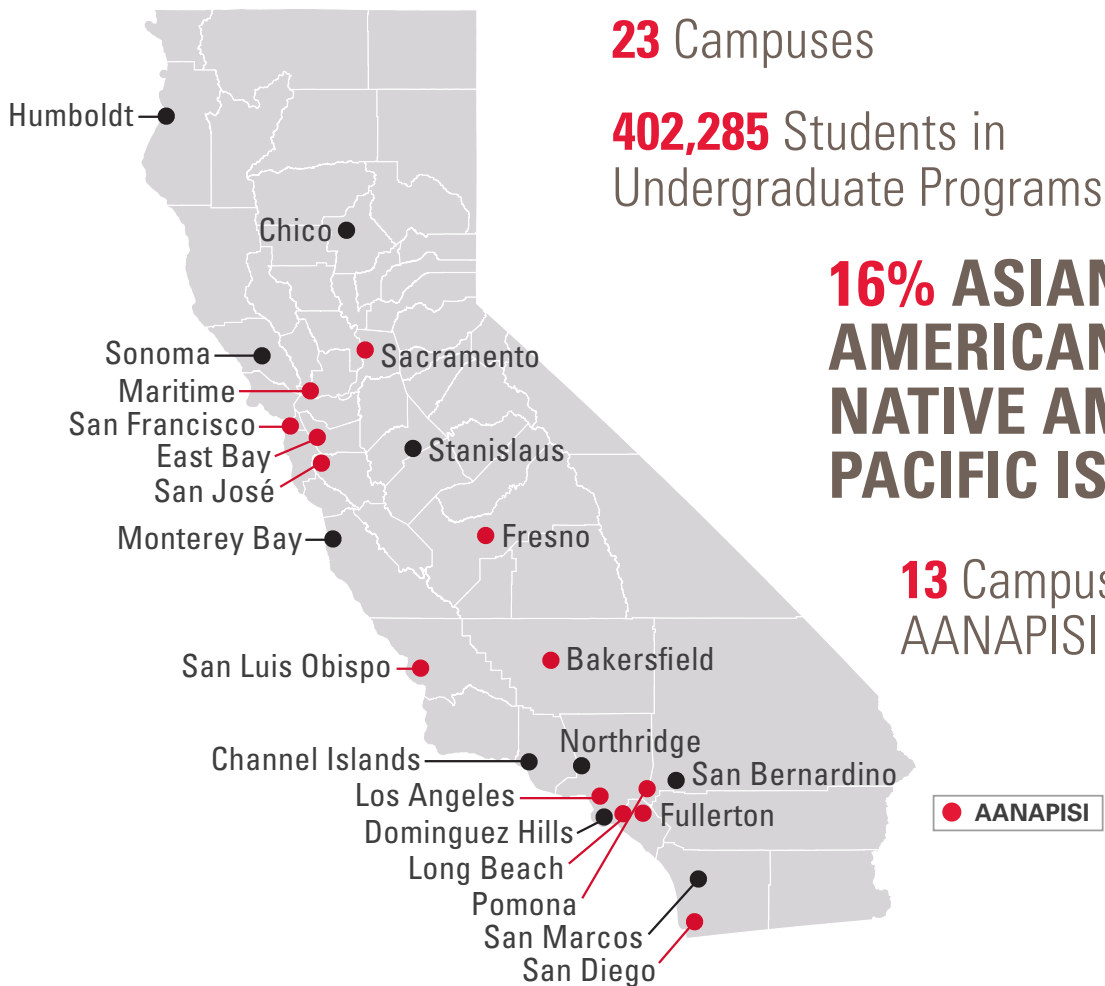 23 Campuses
402,285 Students in
Undergraduate Programs
16% ASIAN
AMERICAN
NATIVE AM
PACIFIC IS
13 Campus
AANAPISI
Humboldt
Chico
Sonoma
Sacramento
Maritime
San Francisco
East Bay
Stanislaus
San José
Monterey Bay
Fresno
San Luis Obispo
Bakersfield
Northridge
Channel Islands
San Bernardino
Los Angeles
Fullerton
Dominguez Hills
Long Beach
Pomona
San Marcos
San Diego
AANAPISI